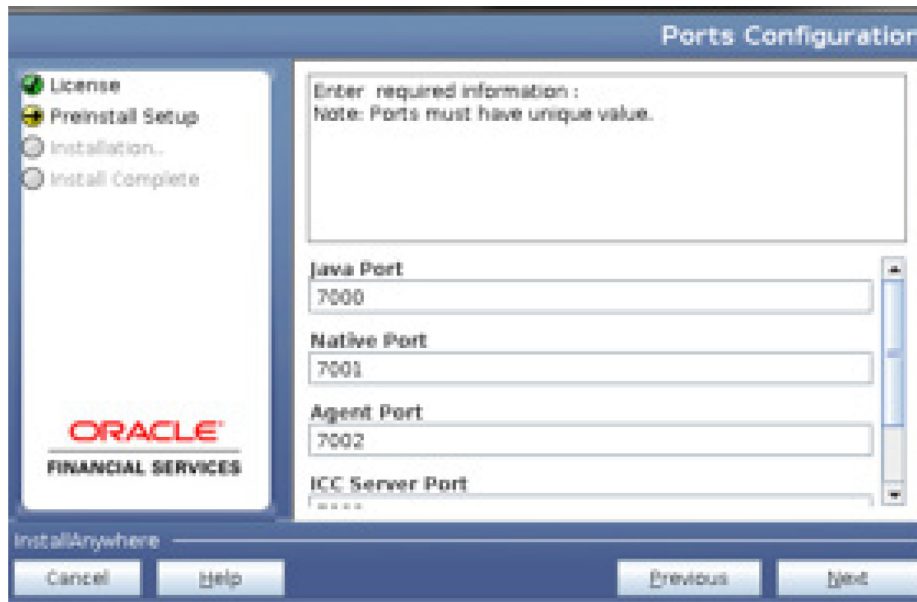 Ports Configuration
License
Preinstall Setup
Installation..
Install Complete
ORACLE
FINANCIAL SERVICES
Enter required information :
Note: Ports must have unique value.
Java Port
7000
Native Port
7001
Agent Port
7002
ICC Server Port
InstallAnywhere
Cancel
Help
Previous
Next